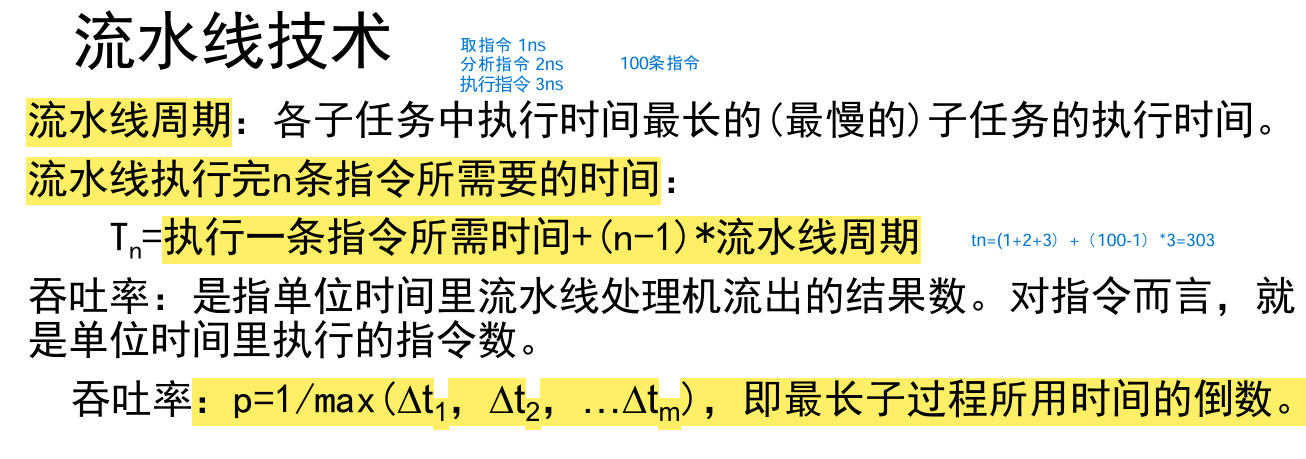 流水线技术
取指令 1ns
分析指令 2ns 100条指令
执行指令 3ns
流水线周期：各子任务中执行时间最长的(最慢的)子任务的执行时间。
流水线执行完n条指令所需要的时间：
Tn=执行一条指令所需时间+(n-1)*流水线周期 tn=(1+2+3）+（100-1）*3=303
吞吐率：是指单位时间里流水线处理机流出的结果数。对指令而言，就
是单位时间里执行的指令数。
吞吐率：p=1/max(Δt1，Δt2，…Δtm)，即最长子过程所用时间的倒数。